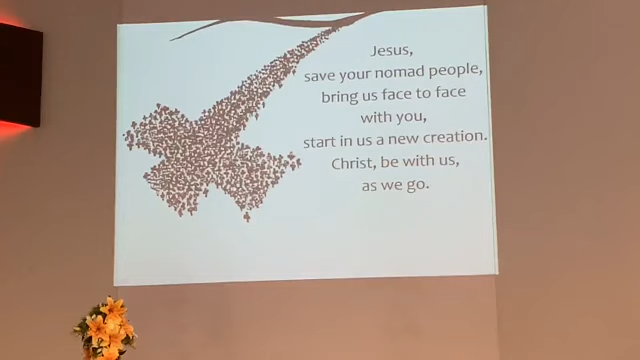 Jesus,
save your nomad people,
bring us face to face
with you,
start in us a new creation.
Christ, be with us,
as we go.